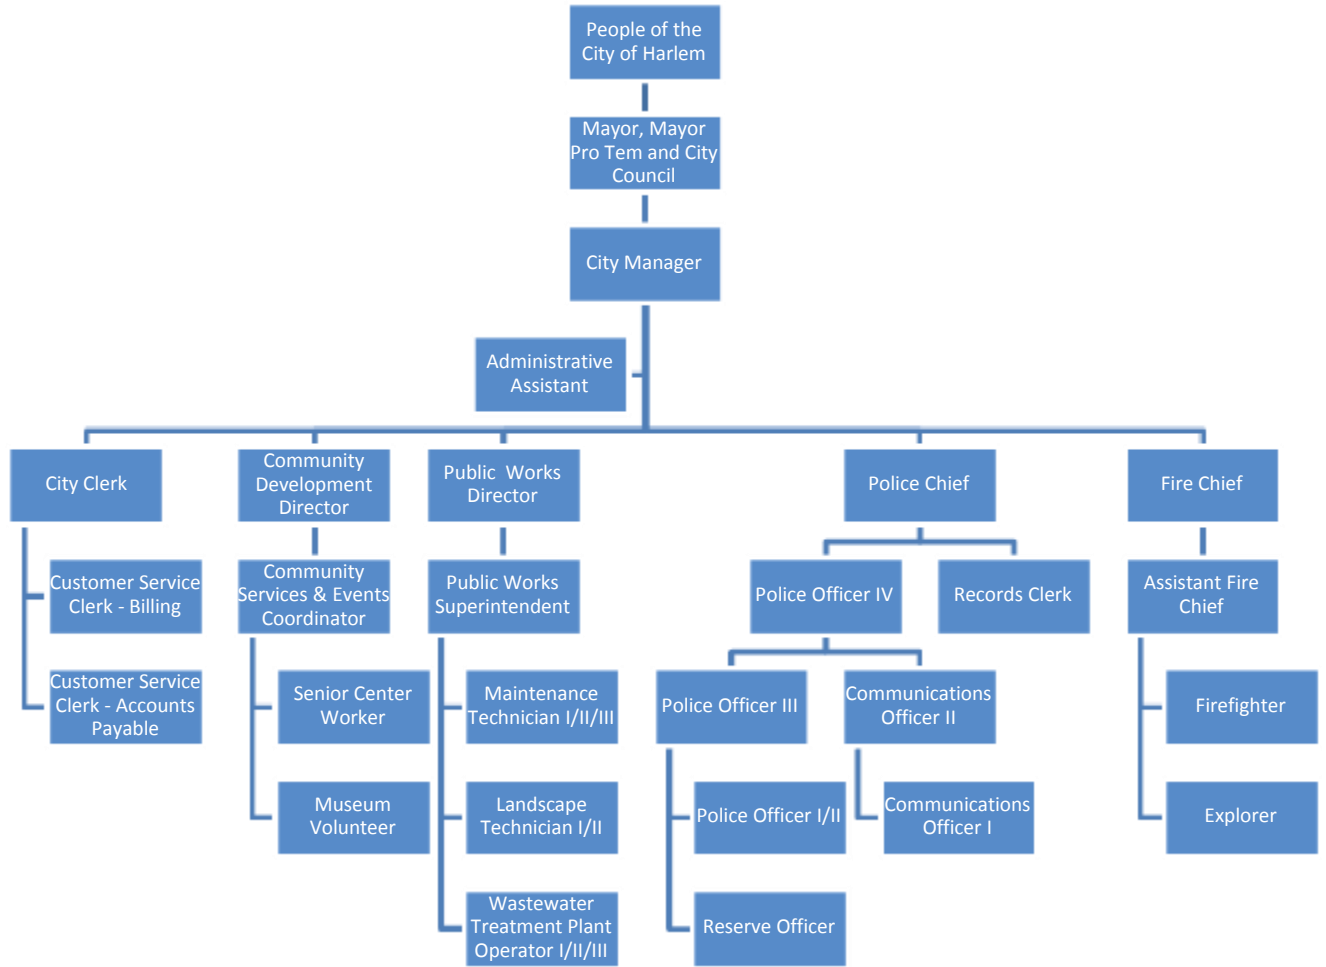 People of the
City of Harlem
Mayor, Mayor
Pro Tem and City
Council
City Manager
Administrative
Assistant
City Clerk
Community
Development
Director
Public  Works
Director
Police Chief
Fire Chief
Customer Service
Clerk - Billing
Community
Services & Events
Coordinator
Public Works
Superintendent
Police Officer IV
Records Clerk
Assistant Fire
Chief
Customer Service
Clerk - Accounts
Payable
Senior Center
Worker
Maintenance
Technician I/II/III
Police Officer III
Communications
Officer II
Firefighter
Museum
Volunteer
Landscape
Technician I/II
Police Officer I/II
Communications
Officer I
Explorer
Wastewater
Treatment Plant
Operator I/II/III
Reserve Officer